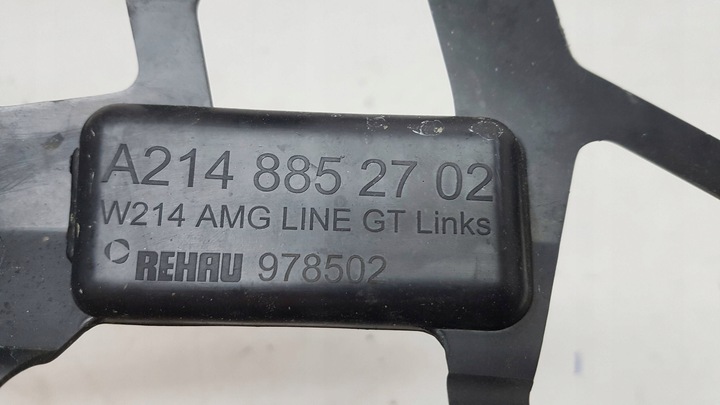 A214 885 27 02
W214 AMG LINE GT Links
REHAU 978502